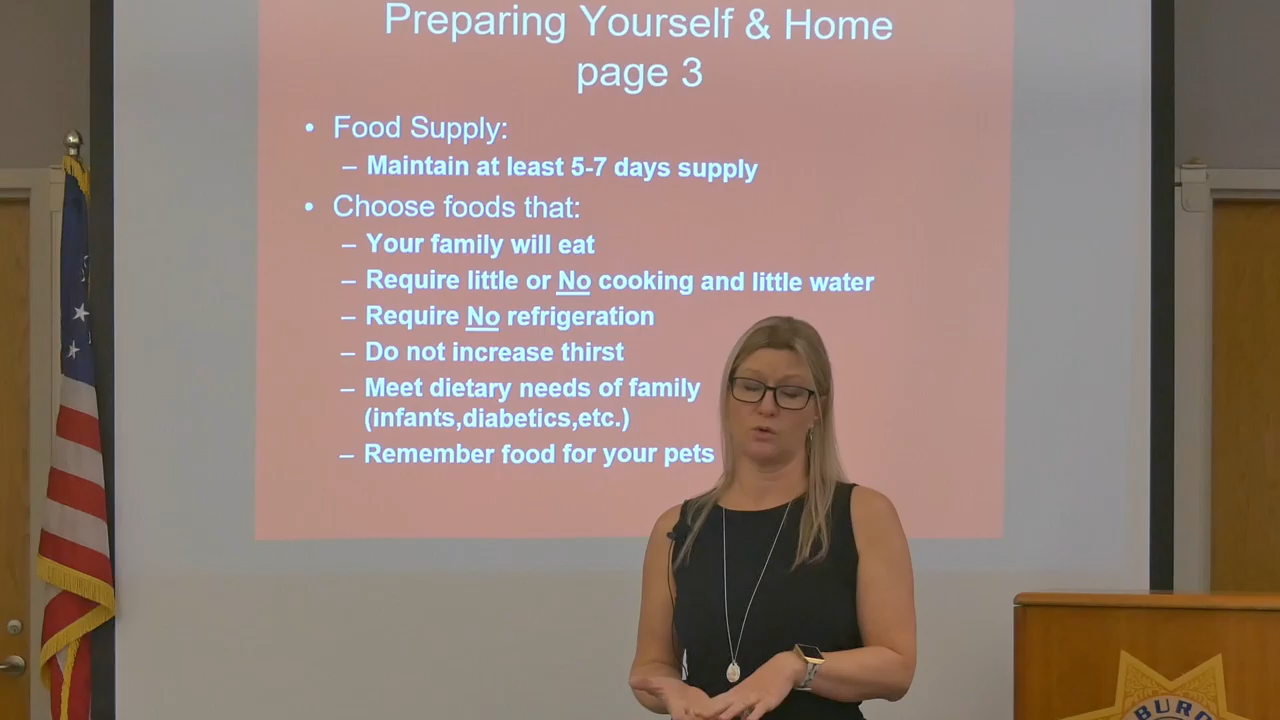 Preparing Yourself & Home
page 3
• Food Supply:
– Maintain at least 5-7 days supply
• Choose foods that:
– Your family will eat
– Require little or No cooking and little water
– Require No refrigeration
– Do not increase thirst
– Meet dietary needs of family
(infants,diabetics,etc.)
– Remember food for your pets
BURG